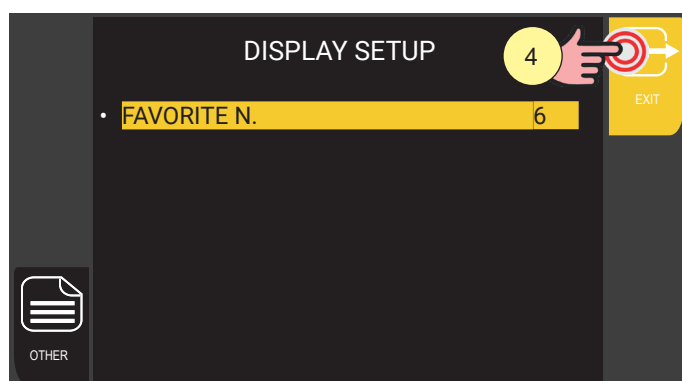 DISPLAY SETUP
4
EXIT
• FAVORITE N. 6
OTHER